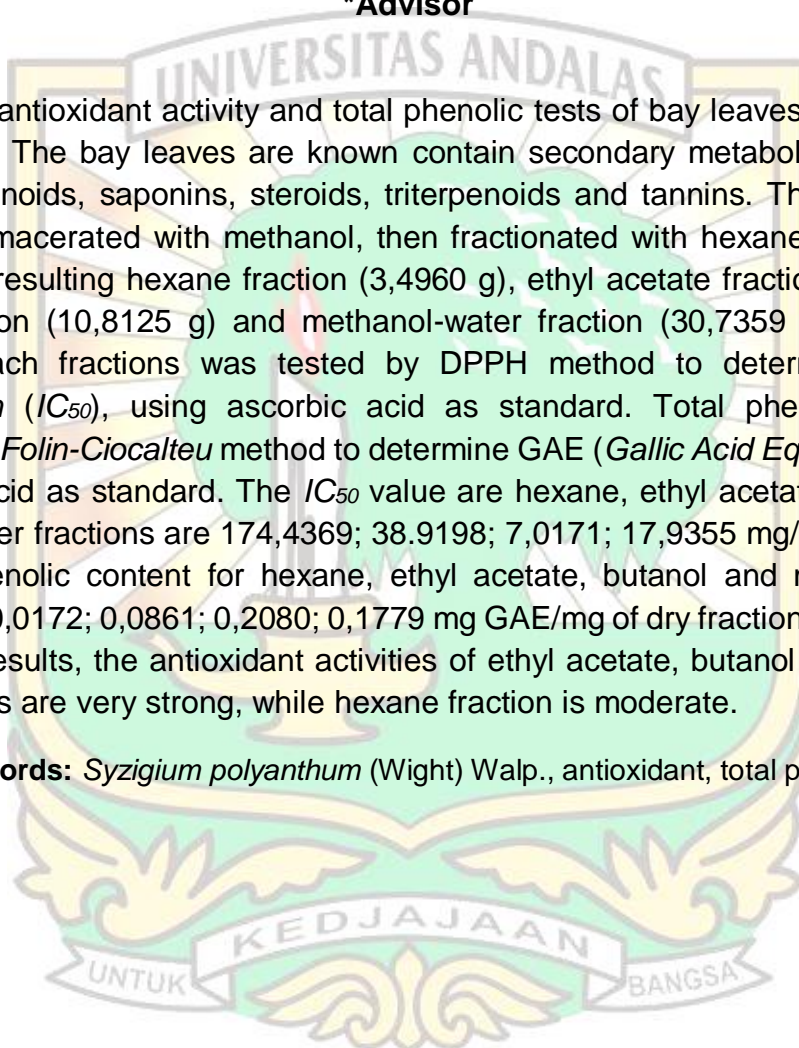 *Advisor
UNIVERSITAS ANDALAS
antioxidant activity and total phenolic tests of bay leaves
The bay leaves are known contain secondary metabol
noids, saponins, steroids, triterpenoids and tannins. Th
macerated with methanol, then fractionated with hexane
resulting hexane fraction (3,4960 g), ethyl acetate fractio
on (10,8125 g) and methanol-water fraction (30,7359
ach fractions was tested by DPPH method to deter
n (IC50), using ascorbic acid as standard. Total phe
Folin-Ciocalteu method to determine GAE (Gallic Acid Eq
cid as standard. The IC50 value are hexane, ethyl aceta
er fractions are 174,4369; 38.9198; 7,0171; 17,9355 mg/
enolic content for hexane, ethyl acetate, butanol and
0,0172; 0,0861; 0,2080; 0,1779 mg GAE/mg of dry fraction
esults, the antioxidant activities of ethyl acetate, butanol
s are very strong, while hexane fraction is moderate.
ords: Syzigium polyanthum (Wight) Walp., antioxidant, total p
UNTUK KEDJAJAAN BANGSA